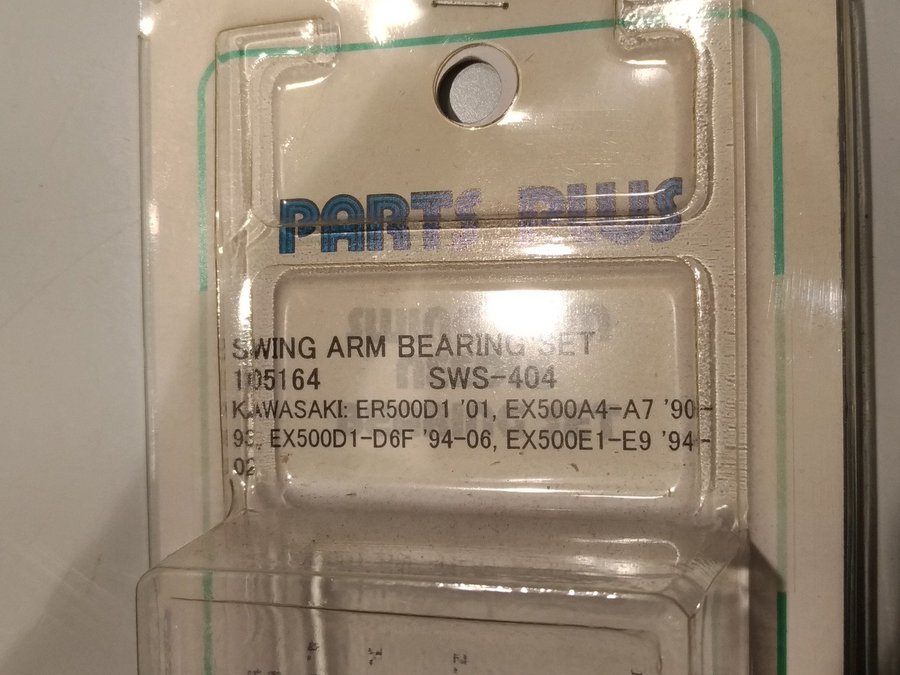 PARTS PLUS
SWING ARM BEARING SET
105164 SWS-404
KAWASAKI: ER500D1 '01, EX500A4-A7 '90-
93, EX500D1-D6F '94-06, EX500E1-E9 '94-
02